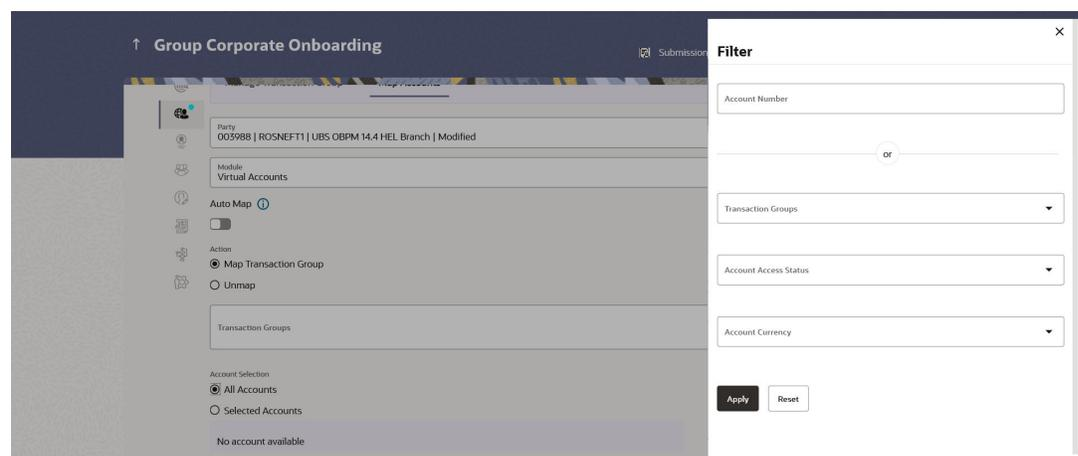 Group Corporate Onboarding
Submission
Map Accounts
Party
003988 | ROSNEFT1 | UBS OBPM 14.4 HEL Branch | Modified
Module
Virtual Accounts
Auto Map
Action
Map Transaction Group
Unmap
Transaction Groups
Account Selection
All Accounts
Selected Accounts
No account available
Filter
Account Number
or
Transaction Groups
Account Access Status
Account Currency
Apply Reset